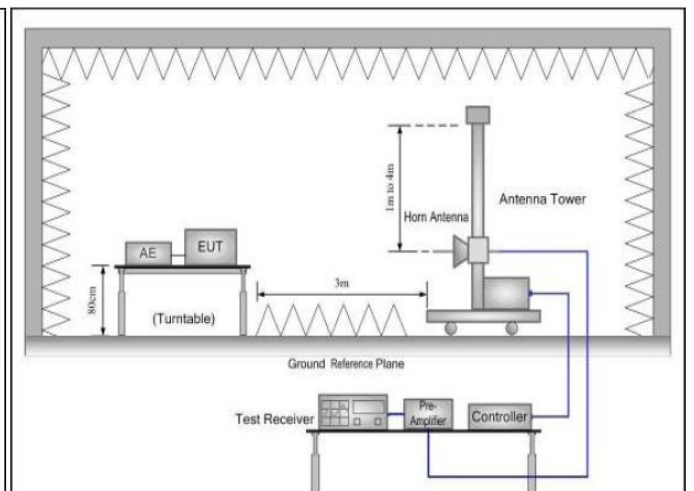 1m to 4m
Antenna Tower
Horn Antenna
AE
EUT
3m
80cm
(Turntable)
Ground Reference Plane
Test Receiver
Pre-
Amplifier
Controller